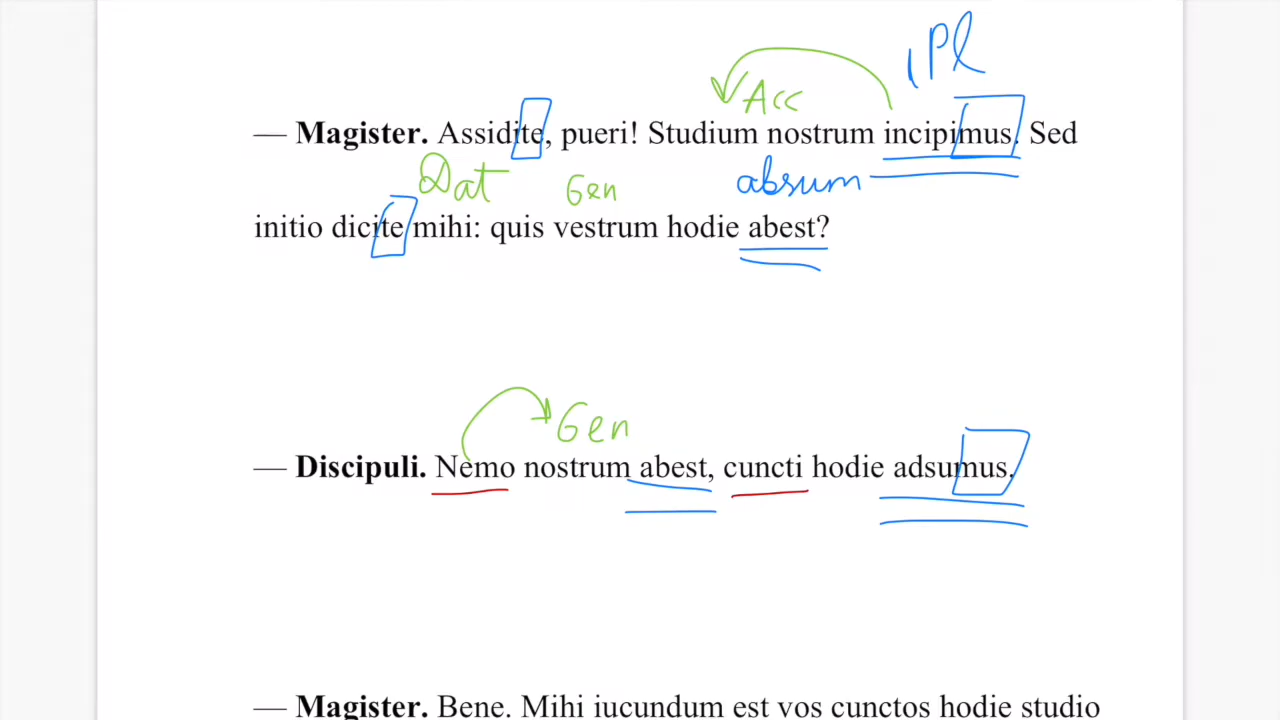 1Pl
Acc
— Magister. Assidite, pueri! Studium nostrum incipimus. Sed
Dat Gen absum
initio dicite mihi: quis vestrum hodie abest?
Gen
— Discipuli. Nemo nostrum abest, cuncti hodie adsumus.
— Magister. Bene. Mihi iucundum est vos cunctos hodie studio